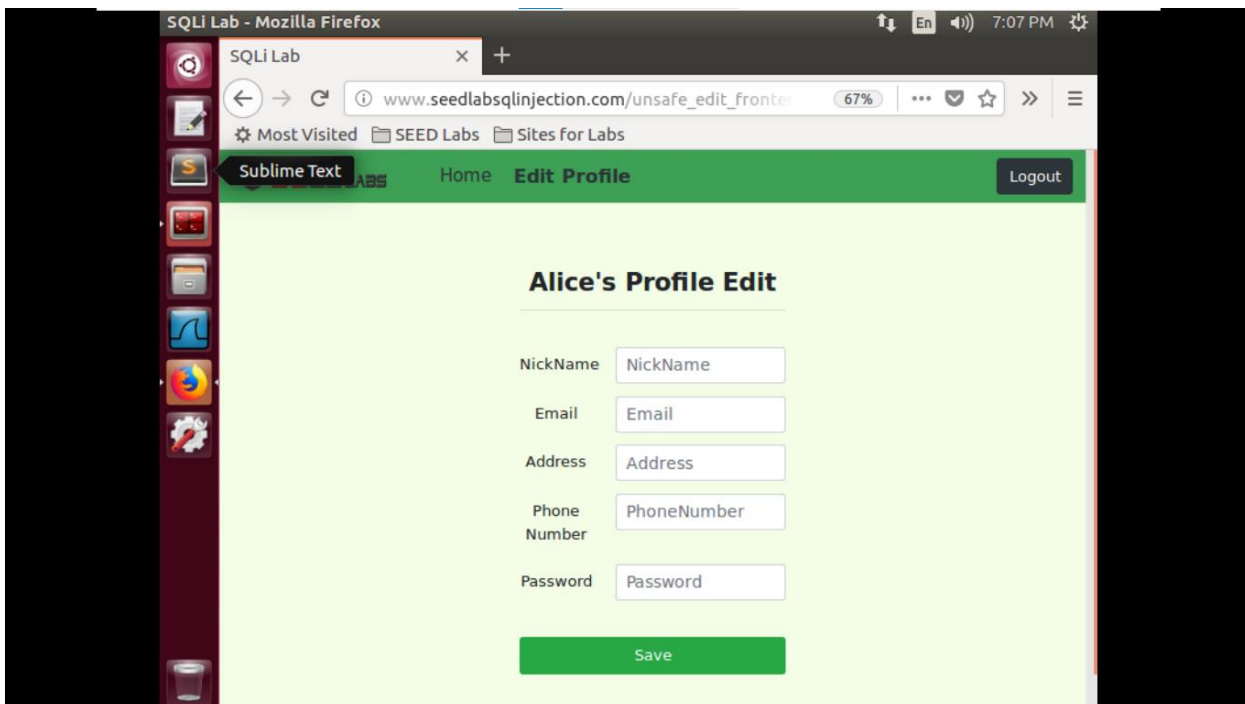 SQLi Lab - Mozilla Firefox En 7:07 PM
SQLi Lab
www.seedlabsqlinjection.com/unsafe_edit_fronte 67%
Most Visited SEED Labs Sites for Labs
Sublime Text LABS Home Edit Profile Logout
Alice's Profile Edit
NickName NickName
Email Email
Address Address
Phone Number PhoneNumber
Password Password
Save